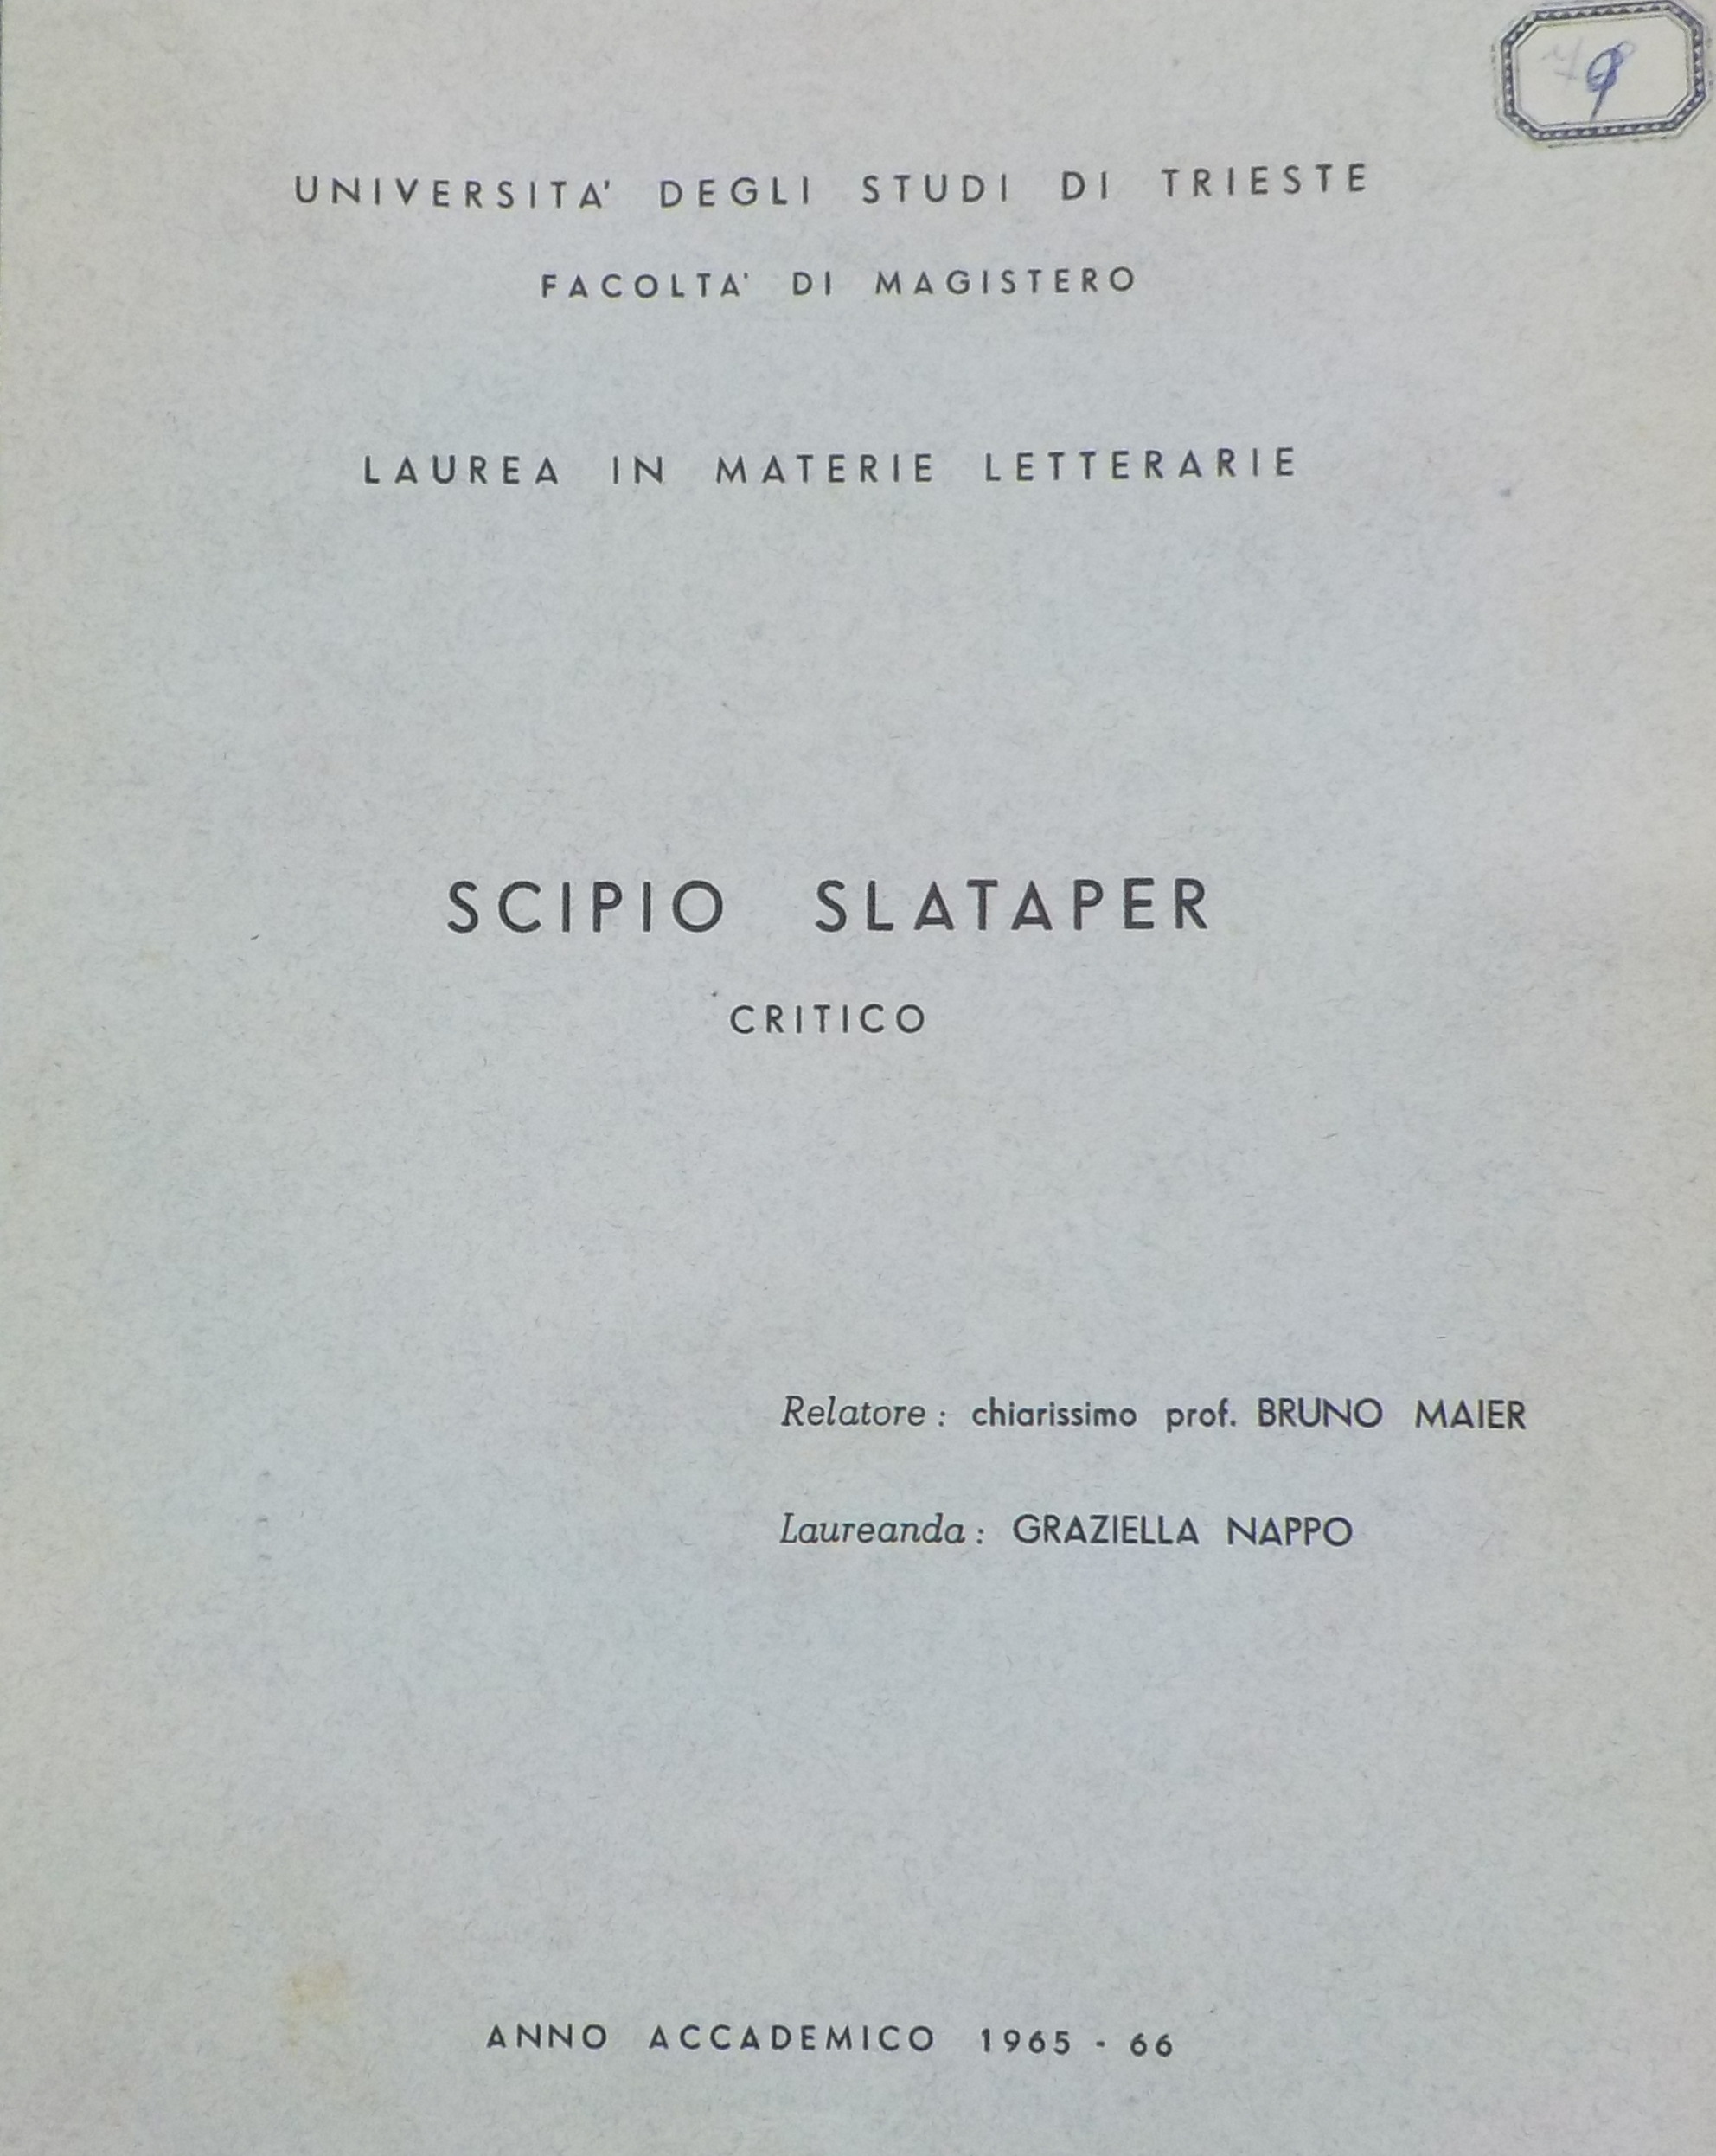 UNIVERSITA' DEGLI STUDI DI TRIESTE
FACOLTA' DI MAGISTERO
LAUREA IN MATERIE LETTERARIE
SCIPIO SLATAPER
CRITICO
Relatore : chiarissimo prof. BRUNO MAIER
Laureanda : GRAZIELLA NAPPO
ANNO ACCADEMICO 1965 - 66